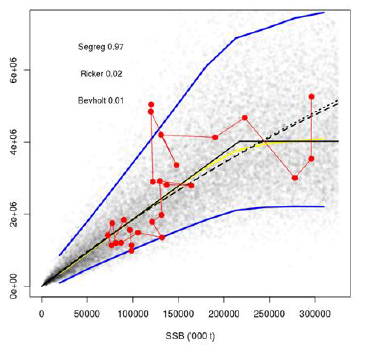 Segreg 0.97
Ricker 0.02
Bevholt 0.01
6e+06
4e+06
2e+06
0e+00
0
50000
100000
150000
200000
250000
300000
SSB ('000 t)